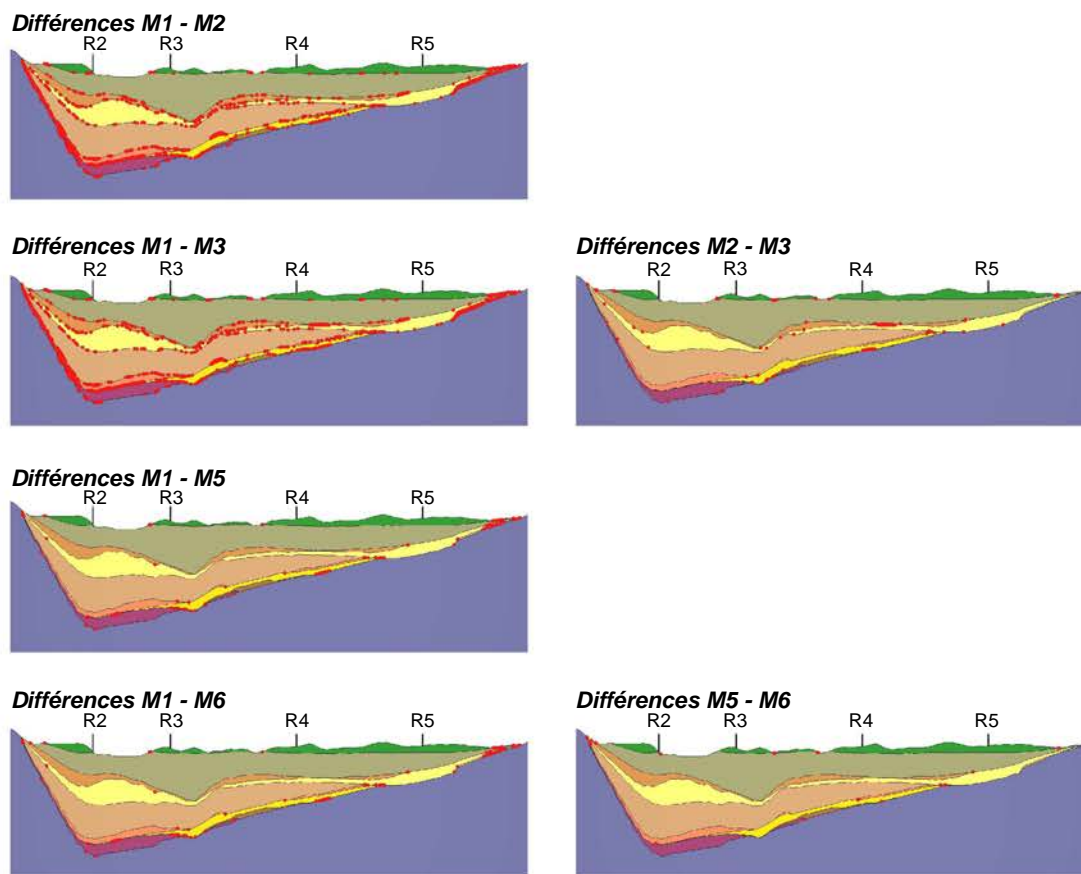 Différences M1 - M2
R2 R3 R4 R5
Différences M1 - M3
R2 R3 R4 R5
Différences M2 - M3
R2 R3 R4 R5
Différences M1 - M5
R2 R3 R4 R5
Différences M1 - M6
R2 R3 R4 R5
Différences M5 - M6
R2 R3 R4 R5